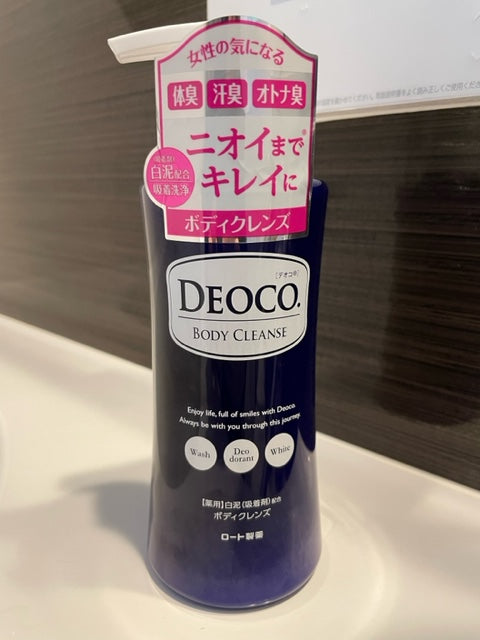 女性の気になる
体臭 汗臭 オトナ臭
ニオイまで*
キレイに
(吸着剤)
白泥配合
吸着洗浄
ボディクレンズ
[デオコ®]
DEOCO.
BODY CLEANSE
Enjoy life, full of smiles with Deoco.
Always be with you through this journey.
Wash
Deo
dorant
White
【薬用】白泥(吸着剤)配合
ボディクレンズ
ロート製薬